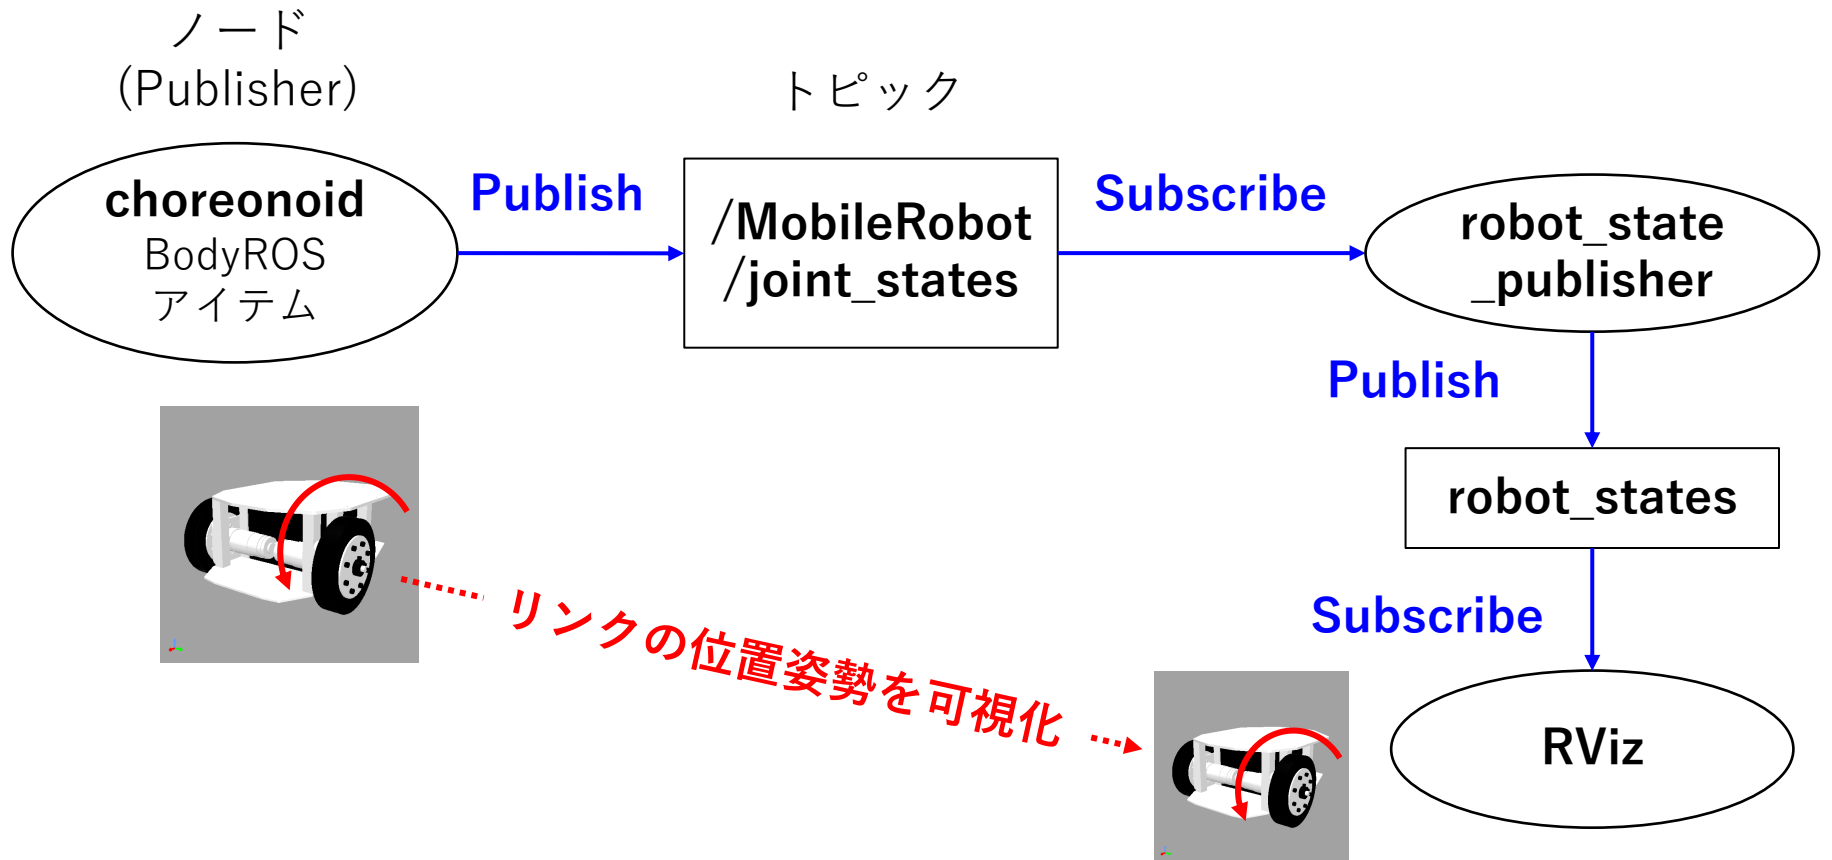 ノード
(Publisher)
トピック
choreonoid
BodyROS
アイテム
Publish
/MobileRobot
/joint_states
Subscribe
robot_state
_publisher
Publish
robot_states
Subscribe
RViz
リンクの位置姿勢を可視化